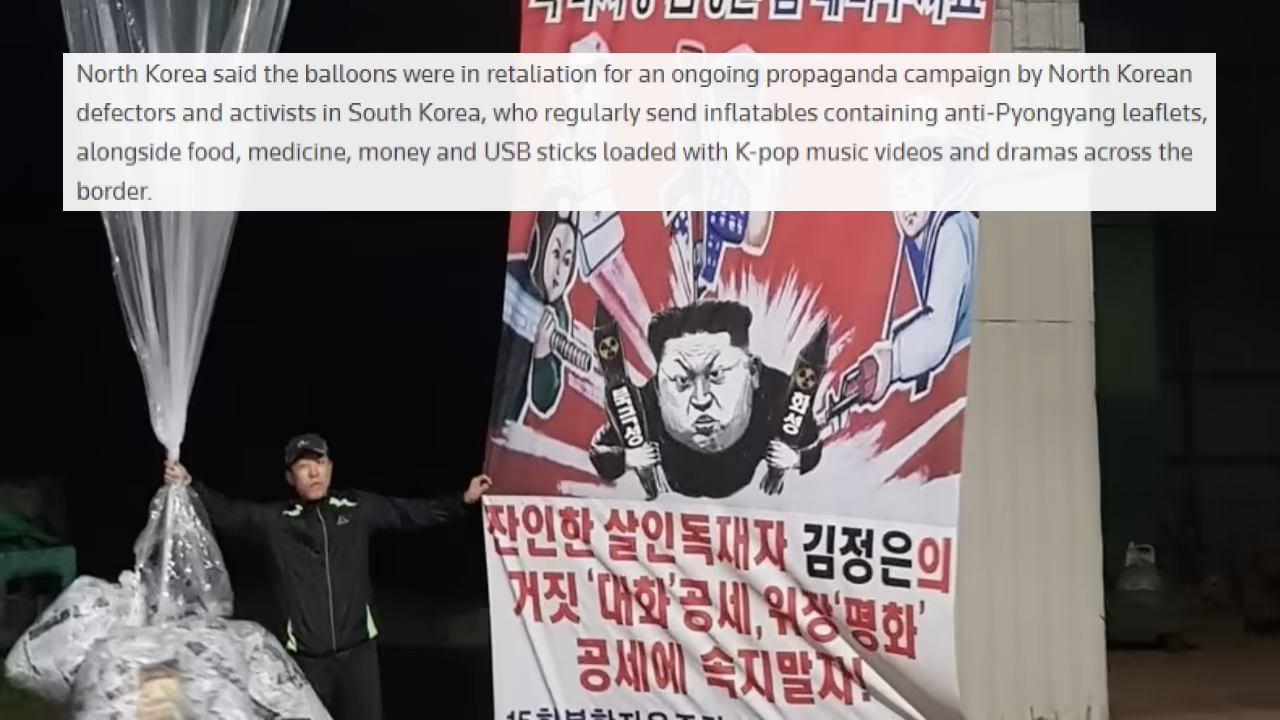 North Korea said the balloons were in retaliation for an ongoing propaganda campaign by North Korean
defectors and activists in South Korea, who regularly send inflatables containing anti-Pyongyang leaflets,
alongside food, medicine, money and USB sticks loaded with K-pop music videos and dramas across the
border.
화성
잔인한 살인독재자 김정은의
거짓 '대화'공세, 위장'평화'
공세에 속지말자!